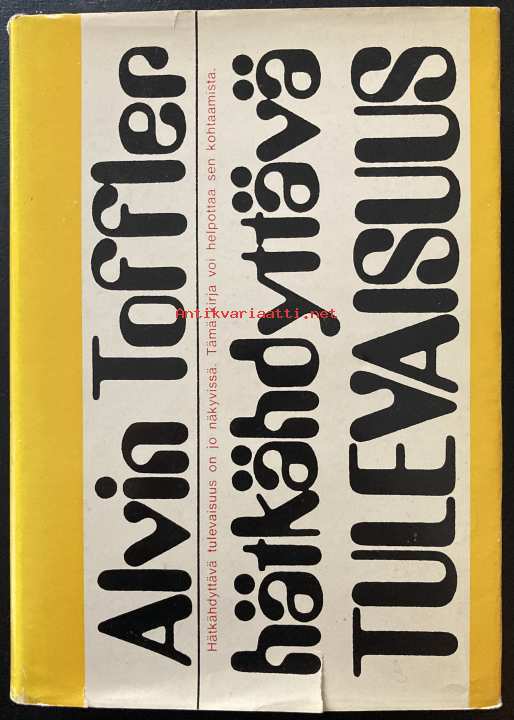 Alvin Toffler
Hätkähdyttävä tulevaisuus on jo näkyvissä. Tämä kirja voi helpottaa sen kohtaamista.
hätkähdyttävä
TULEVAISUUS
Antikvariaatti.net